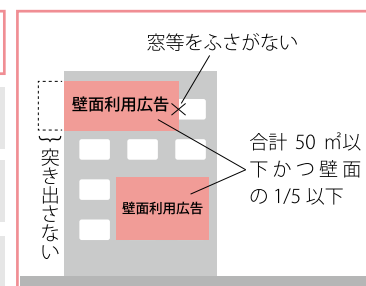 窓等をふさがない
壁面利用広告
突き出さない
合計 50 ㎡以
下かつ壁面
の 1/5 以下
壁面利用広告